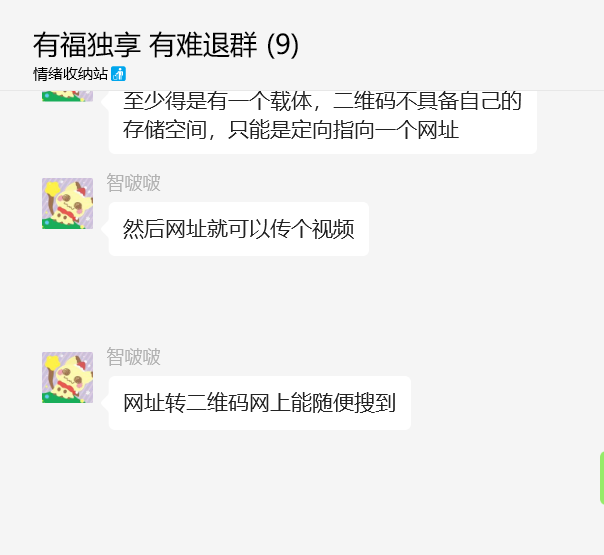 有福独享 有难退群 (9)
情绪收纳站
至少得是有一个载体，二维码不具备自己的
存储空间，只能是定向指向一个网址
智啵啵
然后网址就可以传个视频
智啵啵
网址转二维码网上能随便搜到